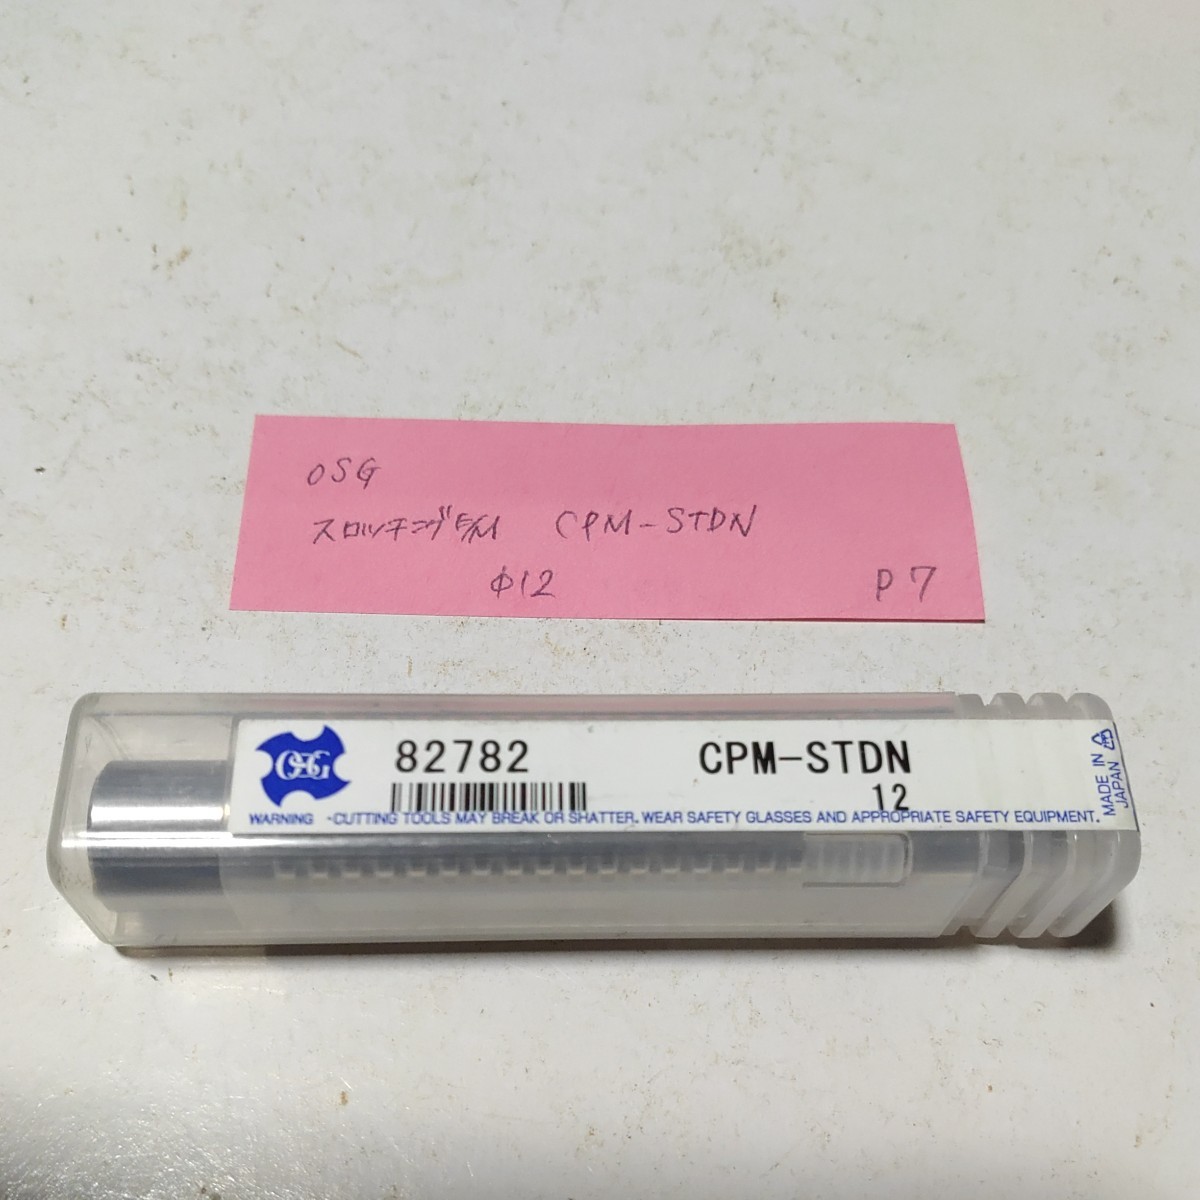 OSG
スロッチングE/M CPM-STDN
φ12 P7
OSG
82782 CPM-STDN
12
WARNING -CUTTING TOOLS MAY BREAK OR SHATTER. WEAR SAFETY GLASSES AND APPROPRIATE SAFETY EQUIPMENT.
MADE IN
JAPAN